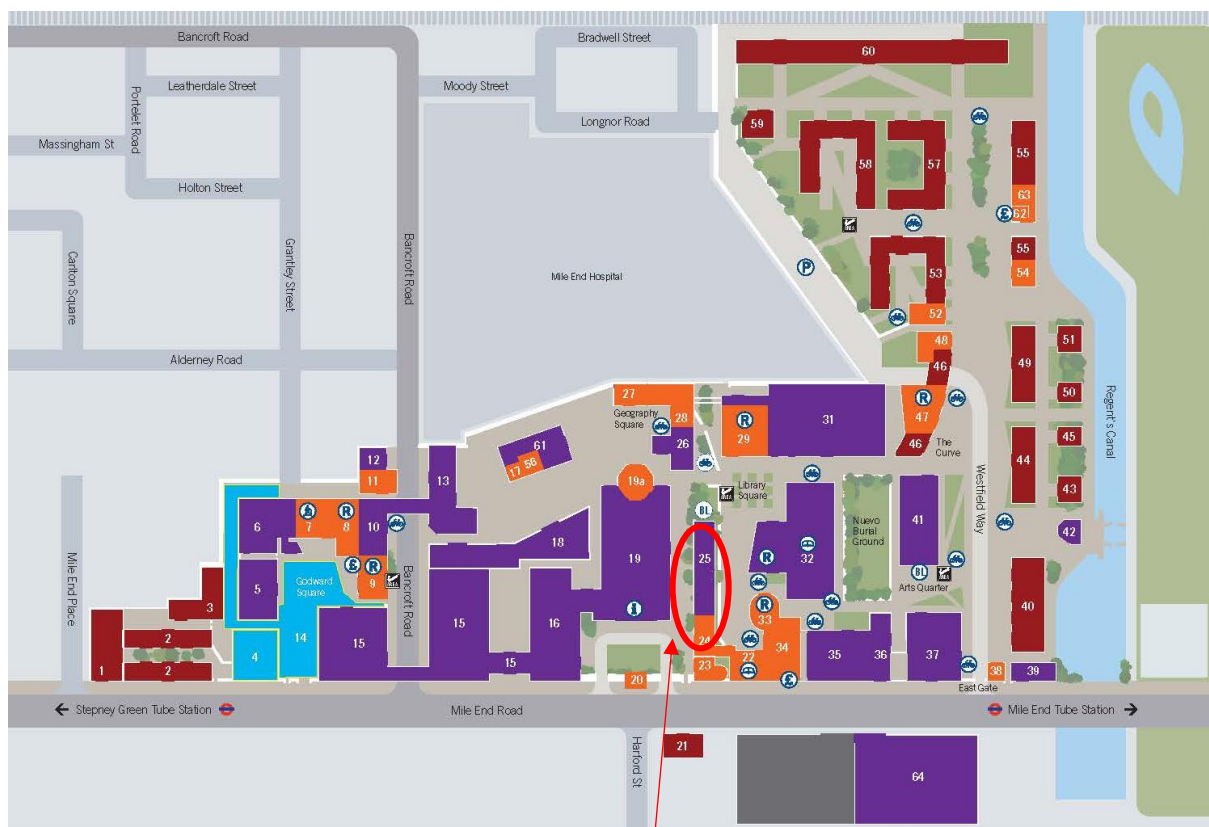 Bancroft Road
Bradwell Street
60
Leatherdale Street
Moody Street
Portelet Road
Longnor Road
59
Massingham St
58
57
55
Holton Street
63
£
62
Carlton Square
Grantley Street
Bancroft Road
Mile End Hospital
P
53
55
54
52
Alderney Road
48
46
49
51
50
Regent's Canal
27
Geography
Square
28
R
29
31
R
47
46
The
Curve
26
44
45
43
12
11
13
61
17
56
19a
Library
Square
BL
Westfield Way
42
6
7
R
8
10
18
19
25
R
32
Nuevo
Burial
Ground
41
BL
Arts Quarter
£
R
9
5
Godward
Square
Bancroft Road
Mile End Place
3
2
2
1
4
14
15
15
16
15
24
R
33
34
22
23
£
20
35
36
37
40
38
39
East Gate
← Stepney Green Tube Station
Mile End Road
Mile End Tube Station →
Harford St
21
64